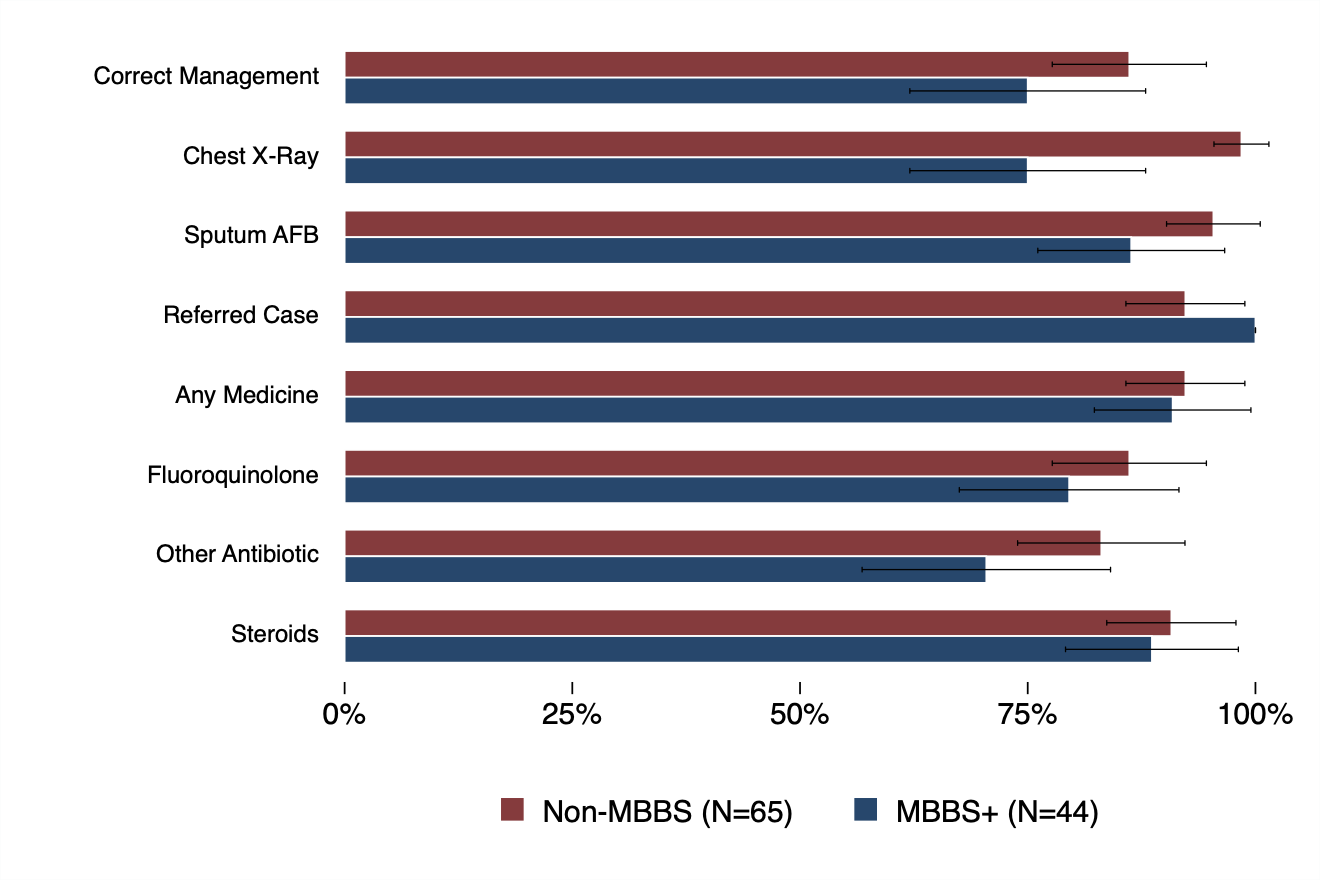 Correct Management
Chest X-Ray
Sputum AFB
Referred Case
Any Medicine
Fluoroquinolone
Other Antibiotic
Steroids
0% 25% 50% 75% 100%
Non-MBBS (N=65) MBBS+ (N=44)